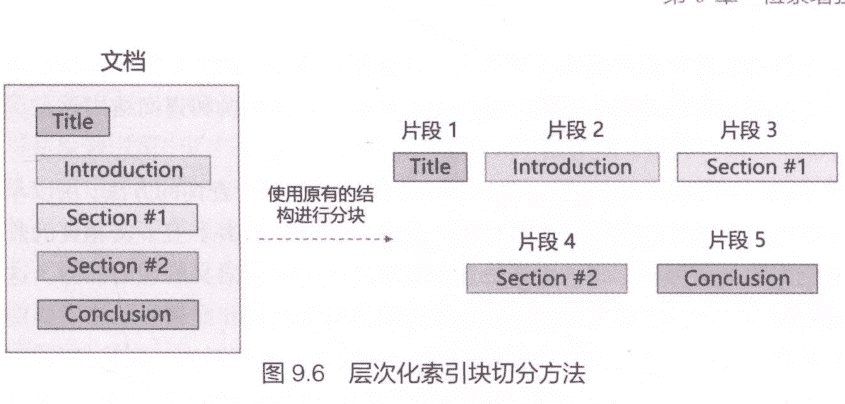 文档
Title
Introduction
Section #1
Section #2
Conclusion
使用原有的结
构进行分块
片段 1
片段 2
片段 3
Title
Introduction
Section #1
片段 4
片段 5
Section #2
Conclusion
图 9.6 层次化索引块切分方法